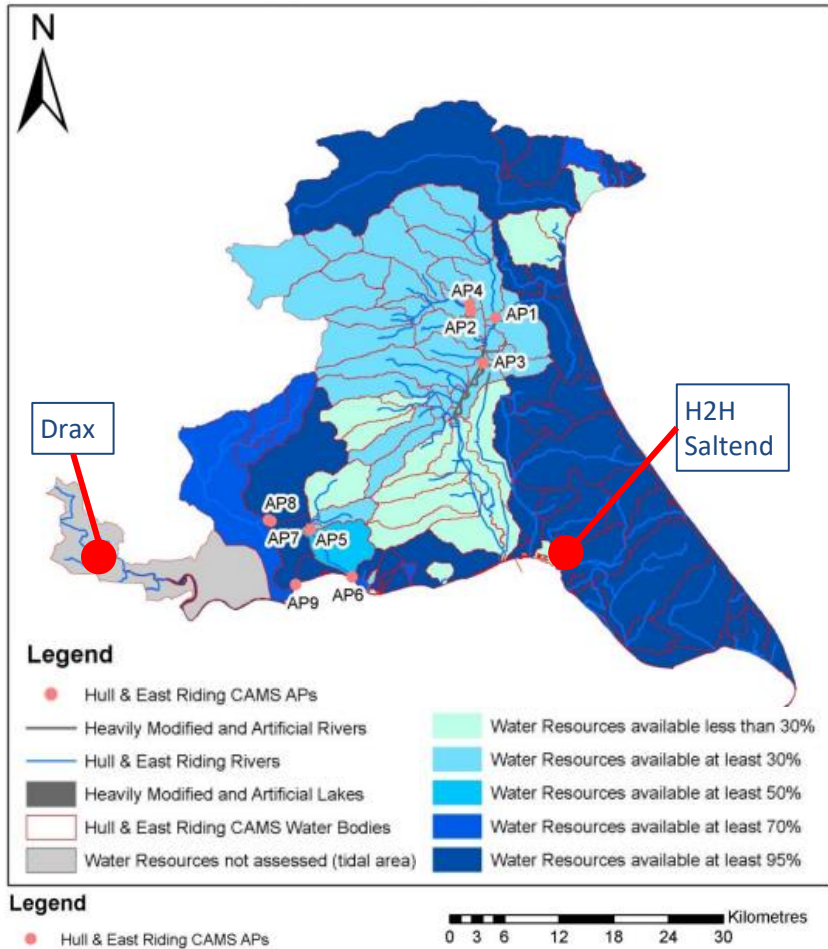 N
AP4
AP2
AP1
AP3
Drax
H2H
Saltend
AP8
AP7
AP5
AP9
AP6
Legend
Hull & East Riding CAMS APs
Heavily Modified and Artificial Rivers
Hull & East Riding Rivers
Heavily Modified and Artificial Lakes
Hull & East Riding CAMS Water Bodies
Water Resources not assessed (tidal area)
Water Resources available less than 30%
Water Resources available at least 30%
Water Resources available at least 50%
Water Resources available at least 70%
Water Resources available at least 95%
Legend
Hull & East Riding CAMS APs
Kilometres
0 3 6 12 18 24 30